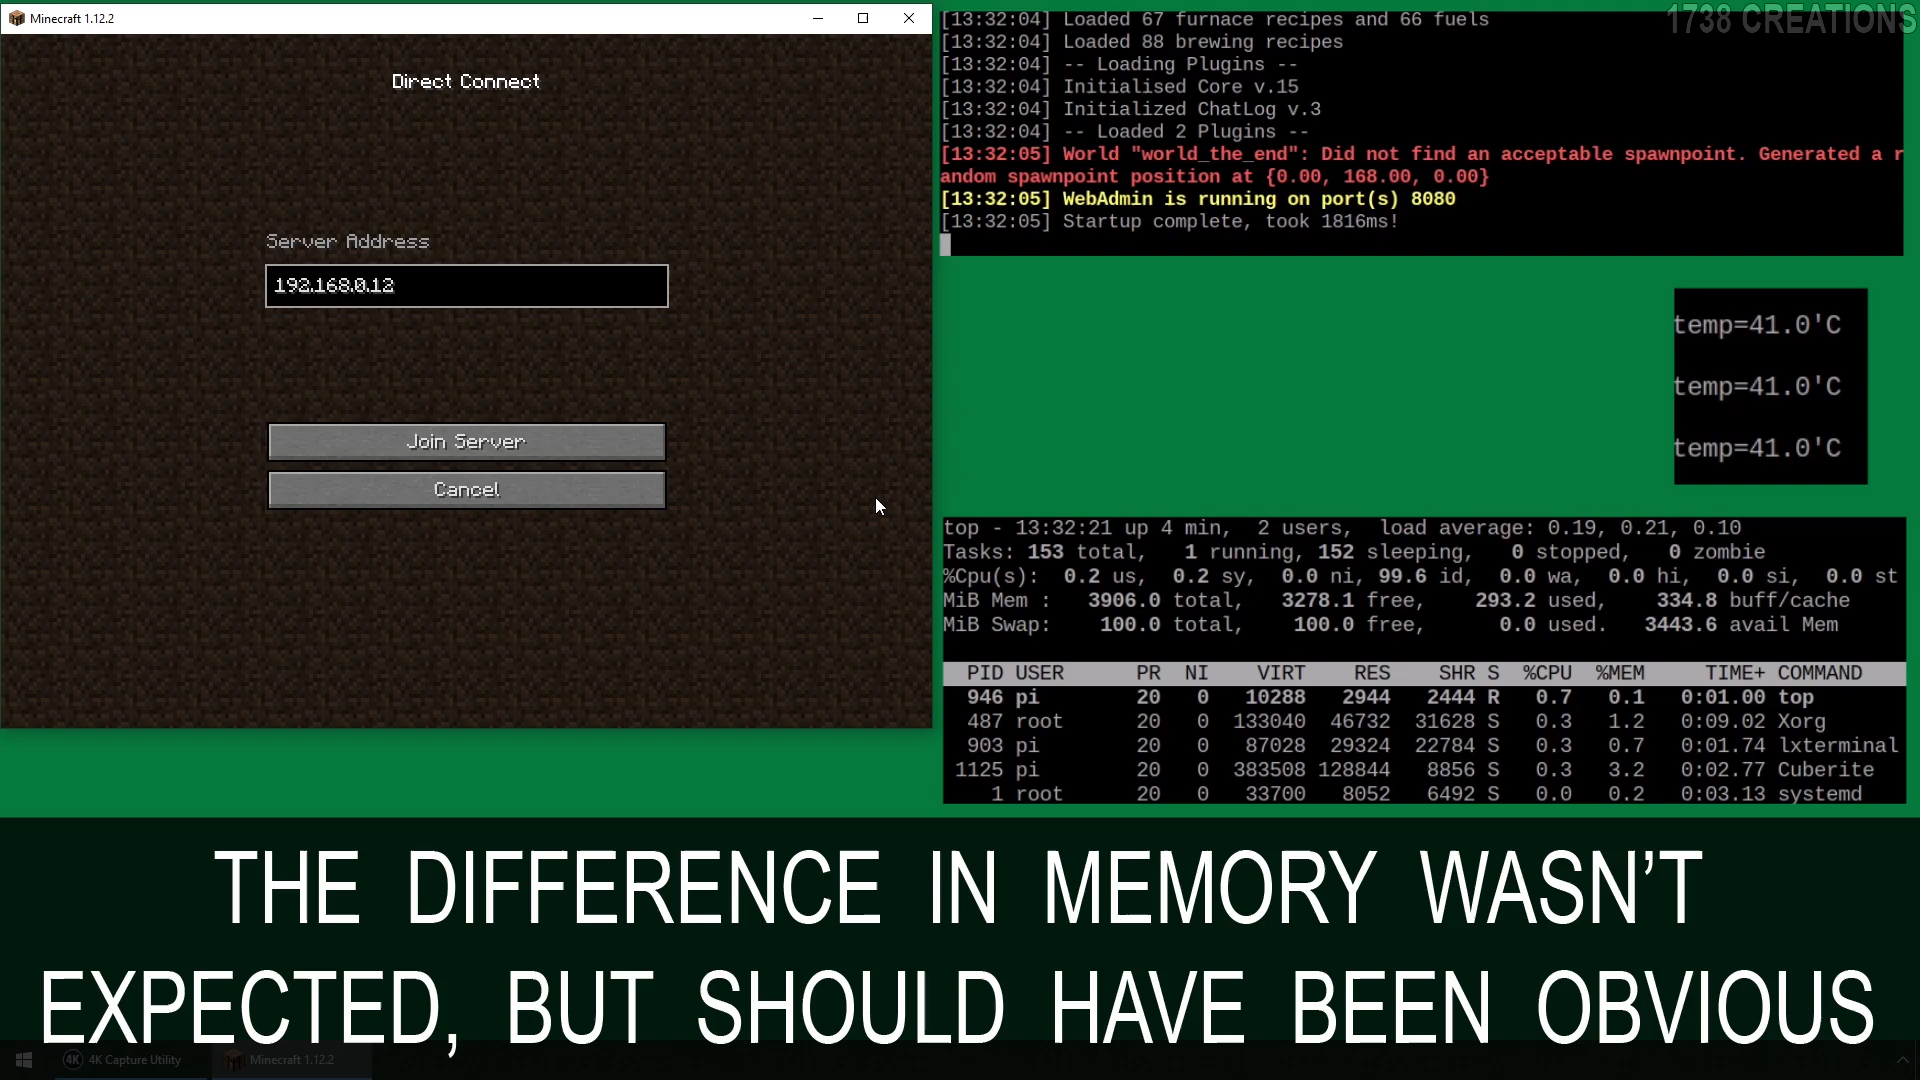 Minecraft 1.12.2
Direct Connect
Server Address
192.168.0.12
Join Server
Cancel
1738 CREATIONS
[13:32:04] Loaded 67 furnace recipes and 66 fuels
[13:32:04] Loaded 88 brewing recipes
[13:32:04] -- Loading Plugins --
[13:32:04] Initialised Core v.15
[13:32:04] Initialized ChatLog v.3
[13:32:04] -- Loaded 2 Plugins --
[13:32:05] World "world_the_end": Did not find an acceptable spawnpoint. Generated a r
andom spawnpoint position at {0.00, 168.00, 0.00}
[13:32:05] WebAdmin is running on port(s) 8080
[13:32:05] Startup complete, took 1816ms!
temp=41.0'C
temp=41.0'C
temp=41.0'C
top - 13:32:21 up 4 min, 2 users, load average: 0.19, 0.21, 0.10
Tasks: 153 total, 1 running, 152 sleeping, 0 stopped, 0 zombie
%Cpu(s): 0.2 us, 0.2 sy, 0.0 ni, 99.6 id, 0.0 wa, 0.0 hi, 0.0 si, 0.0 st
MiB Mem : 3906.0 total, 3278.1 free, 293.2 used, 334.8 buff/cache
MiB Swap: 100.0 total, 100.0 free, 0.0 used. 3443.6 avail Mem
PID USER PR NI VIRT RES SHR S %CPU %MEM TIME+ COMMAND
946 pi 20 0 10288 2944 2444 R 0.7 0.1 0:01.00 top
487 root 20 0 133040 46732 31628 S 0.3 1.2 0:09.02 Xorg
903 pi 20 0 87028 29324 22784 S 0.3 0.7 0:01.74 lxterminal
1125 pi 20 0 383508 128844 8856 S 0.3 3.2 0:02.77 Cuberite
1 root 20 0 33700 8052 6492 S 0.0 0.2 0:03.13 systemd
THE DIFFERENCE IN MEMORY WASN'T
EXPECTED, BUT SHOULD HAVE BEEN OBVIOUS
4K 4K Capture Utility
Minecraft 1.12.2